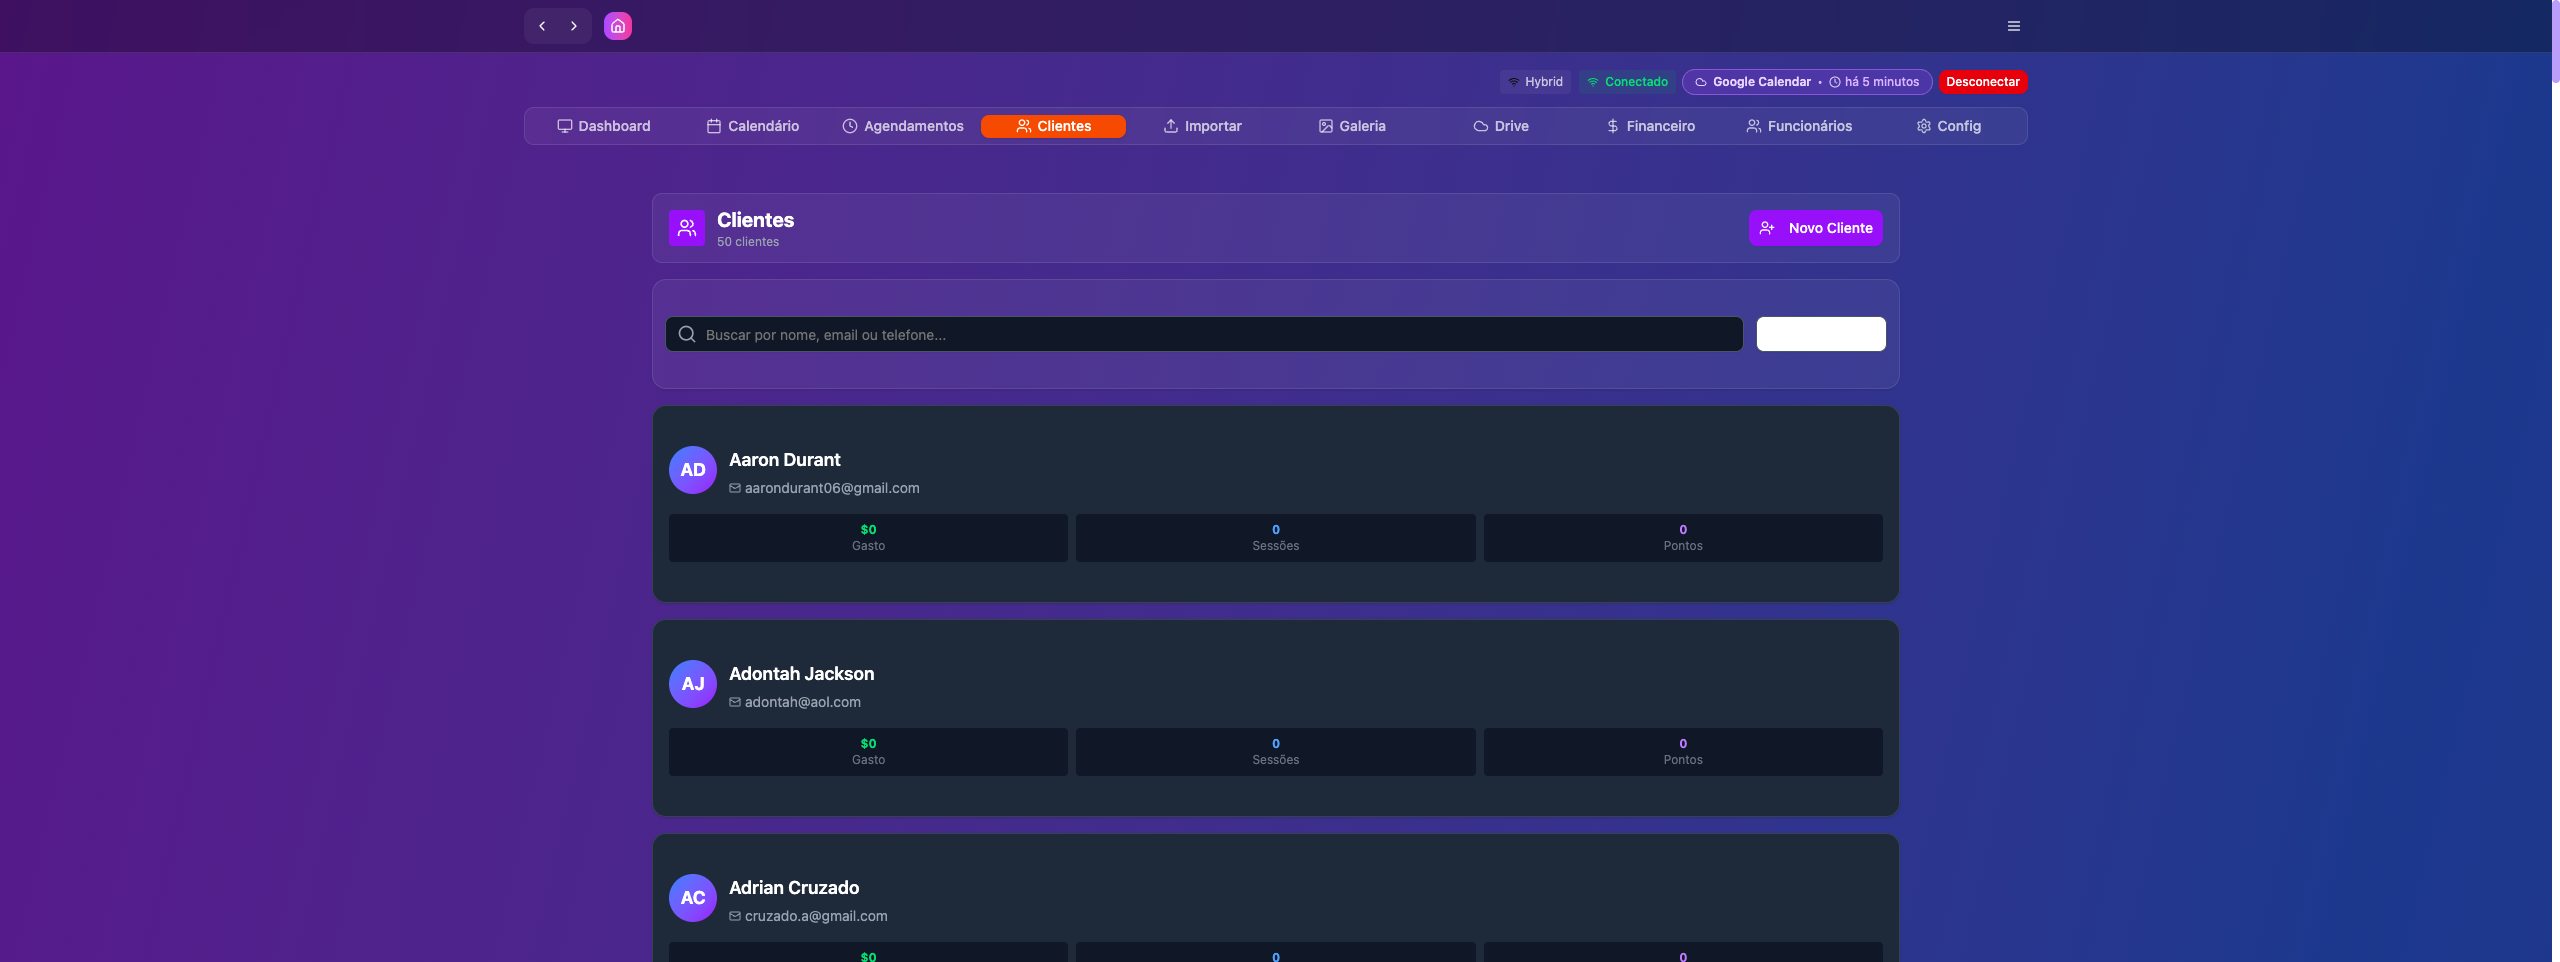 Hybrid
Conectado
Google Calendar • há 5 minutos
Desconectar
Dashboard
Calendário
Agendamentos
Clientes
Importar
Galeria
Drive
Financeiro
Funcionários
Config
Clientes
50 clientes
Novo Cliente
Buscar por nome, email ou telefone...
AD
Aaron Durant
aarondurant06@gmail.com
$0
Gasto
0
Sessões
0
Pontos
AJ
Adontah Jackson
adontah@aol.com
$0
Gasto
0
Sessões
0
Pontos
AC
Adrian Cruzado
cruzado.a@gmail.com
$0
0
0